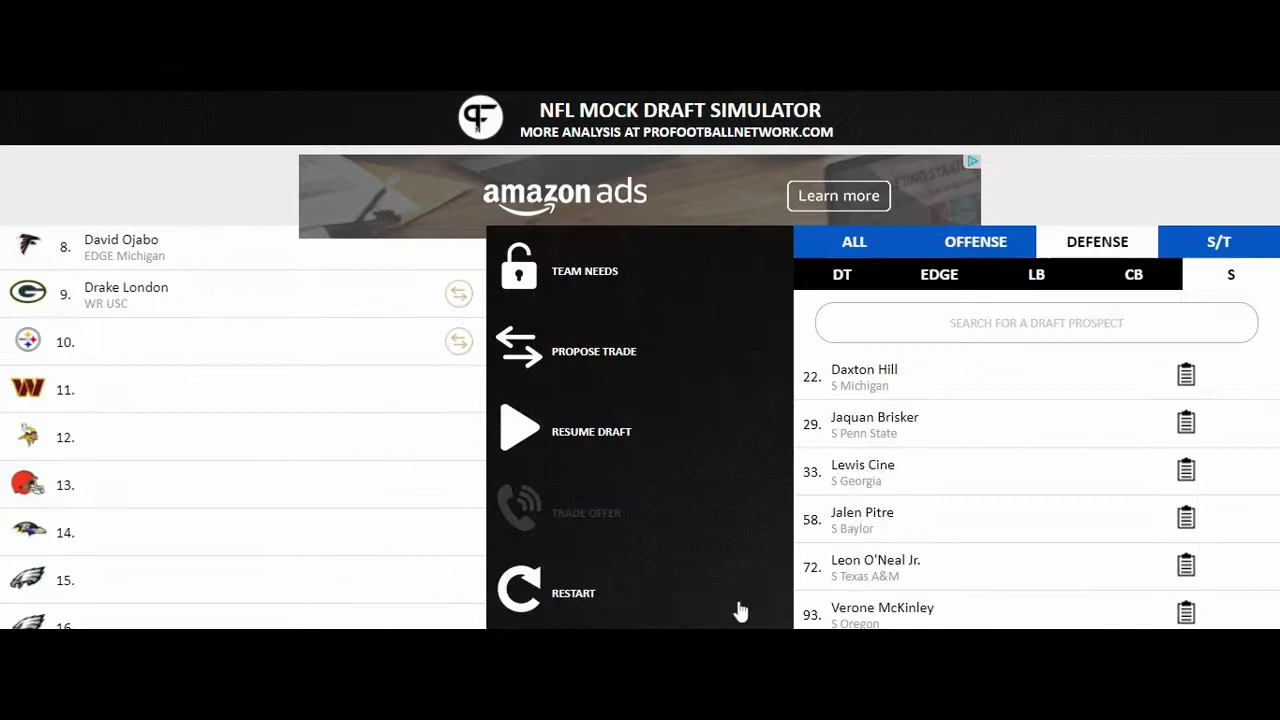 NFL MOCK DRAFT SIMULATOR
MORE ANALYSIS AT PROFOOTBALLNETWORK.COM
amazon ads
Learn more
8. David Ojabo
EDGE Michigan
9. Drake London
WR USC
10.
11.
12.
13.
14.
15.
16.
TEAM NEEDS
PROPOSE TRADE
RESUME DRAFT
TRADE OFFER
RESTART
ALL OFFENSE DEFENSE S/T
DT EDGE LB CB S
SEARCH FOR A DRAFT PROSPECT
22. Daxton Hill
S Michigan
29. Jaquan Brisker
S Penn State
33. Lewis Cine
S Georgia
58. Jalen Pitre
S Baylor
72. Leon O'Neal Jr.
S Texas A&M
93. Verone McKinley
S Oregon